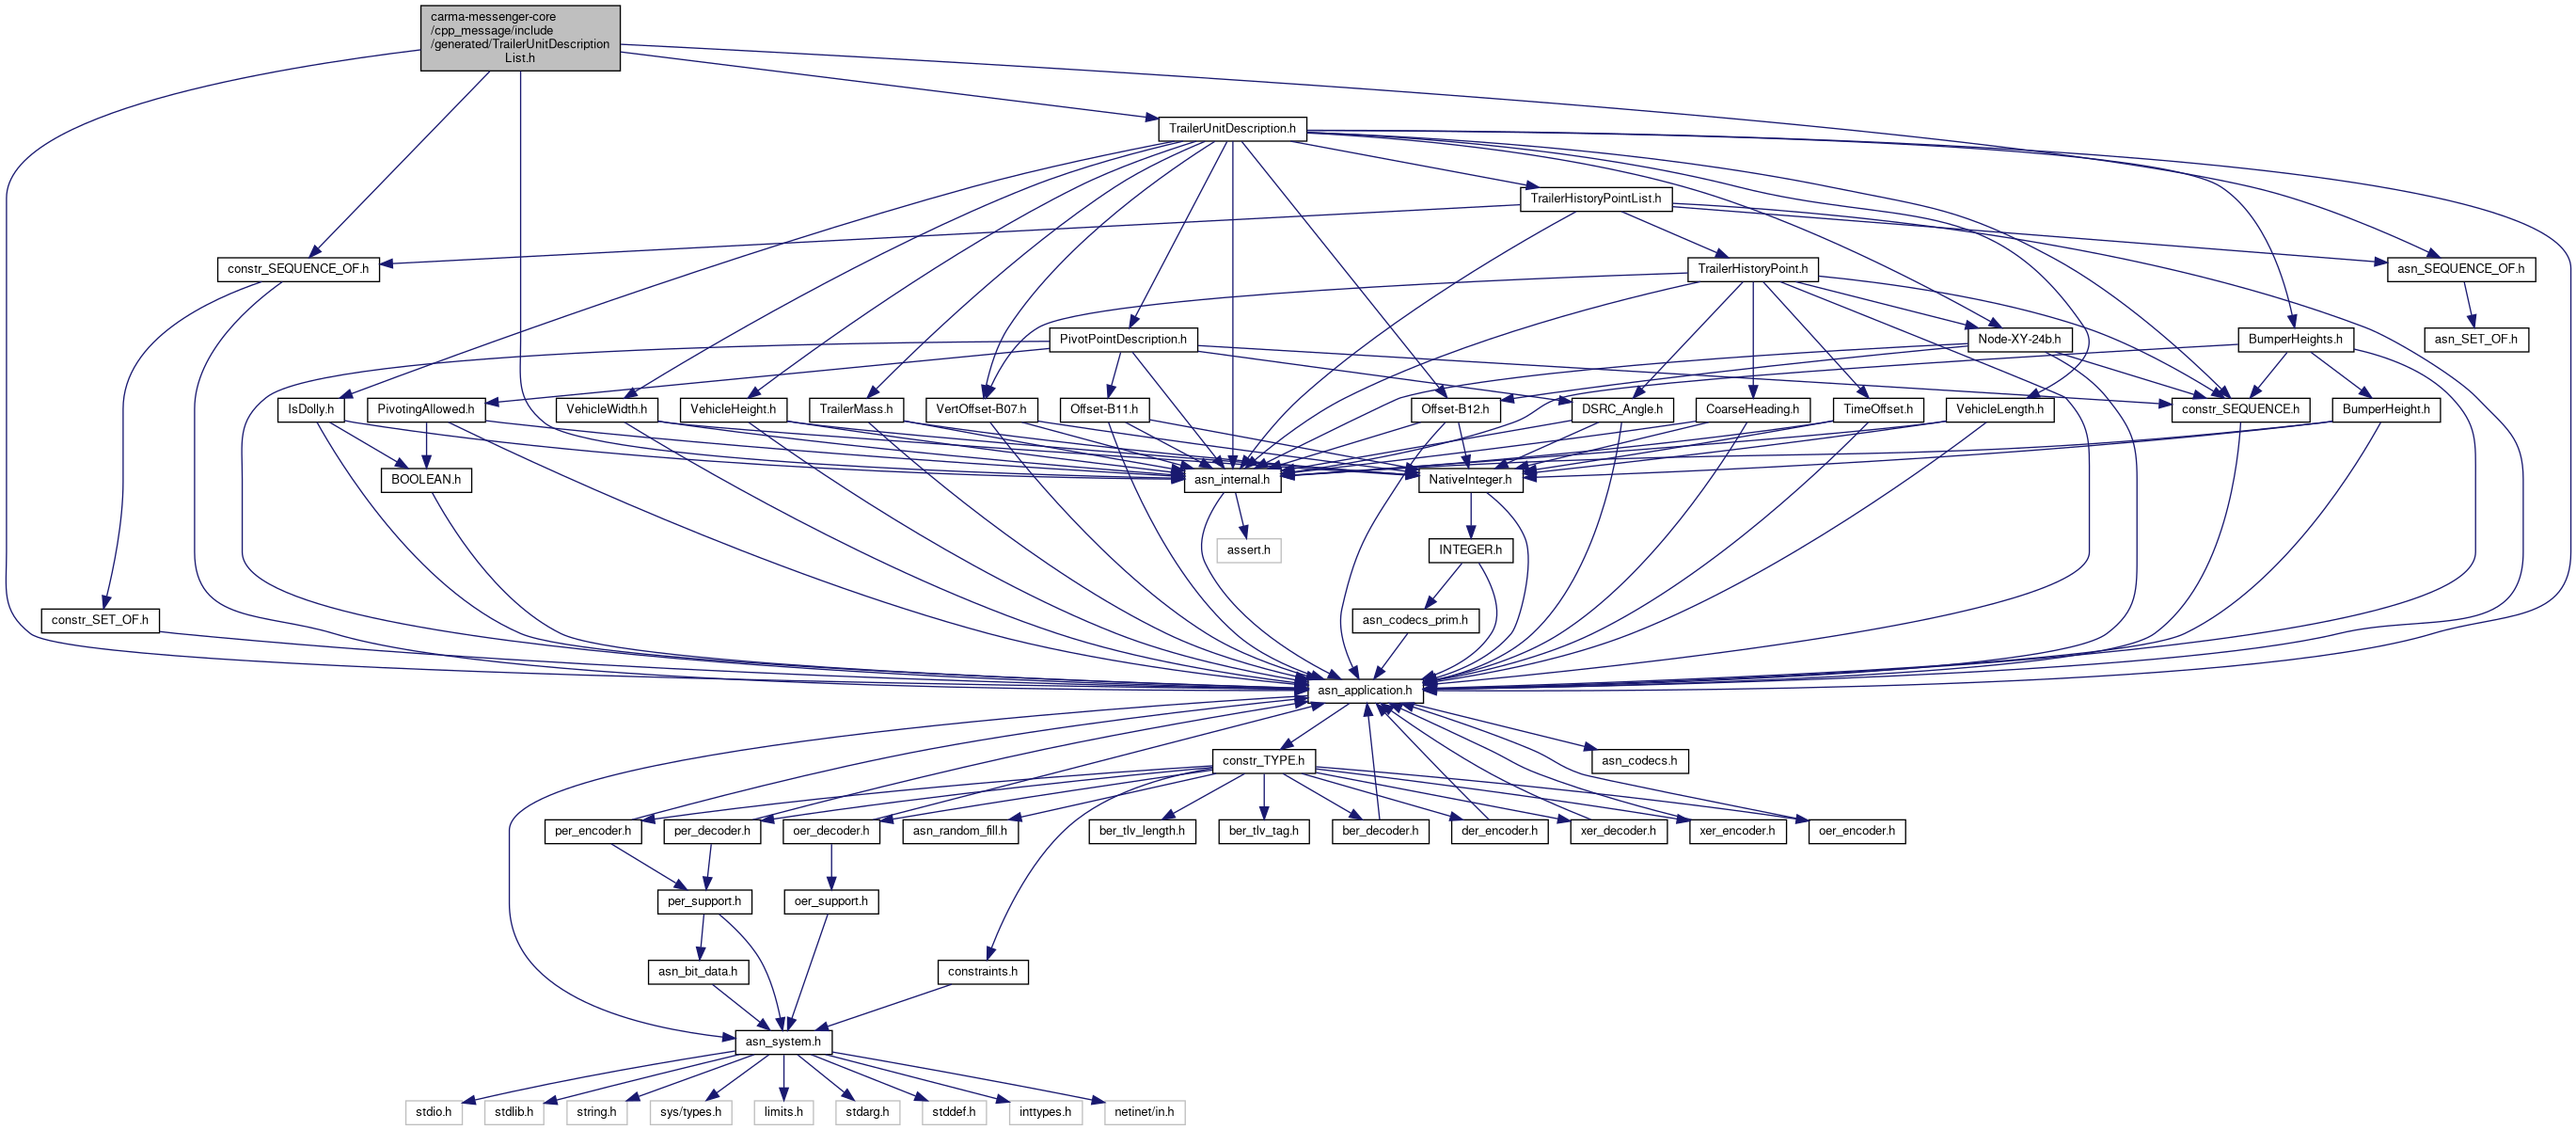 carma-messenger-core
/cpp_message/include
/generated/TrailerUnitDescription
List.h
TrailerUnitDescription.h
TrailerHistoryPointList.h
constr_SEQUENCE_OF.h
TrailerHistoryPoint.h
asn_SEQUENCE_OF.h
PivotPointDescription.h
Node-XY-24b.h
BumperHeights.h
asn_SET_OF.h
IsDolly.h
PivotingAllowed.h
VehicleWidth.h
VehicleHeight.h
TrailerMass.h
VertOffset-B07.h
Offset-B11.h
Offset-B12.h
DSRC_Angle.h
CoarseHeading.h
TimeOffset.h
VehicleLength.h
constr_SEQUENCE.h
BumperHeight.h
BOOLEAN.h
asn_internal.h
NativeInteger.h
assert.h
INTEGER.h
constr_SET_OF.h
asn_codecs_prim.h
asn_application.h
constr_TYPE.h
asn_codecs.h
per_encoder.h
per_decoder.h
oer_decoder.h
asn_random_fill.h
ber_tlv_length.h
ber_tlv_tag.h
ber_decoder.h
der_encoder.h
xer_decoder.h
xer_encoder.h
oer_encoder.h
per_support.h
oer_support.h
asn_bit_data.h
constraints.h
asn_system.h
stdio.h
stdlib.h
string.h
sys/types.h
limits.h
stdarg.h
stddef.h
inttypes.h
netinet/in.h